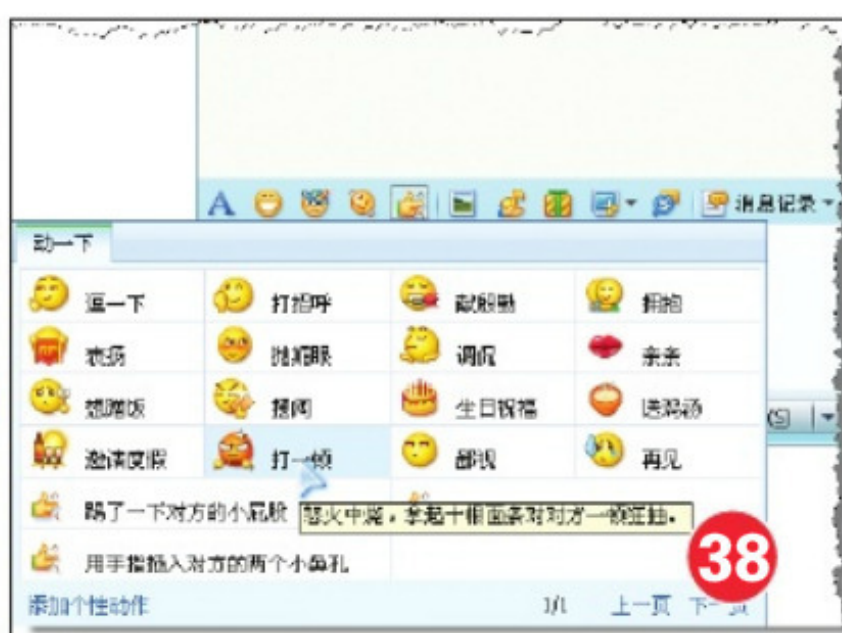 A 消息记录
动一下
逗一下 打招呼 献殷勤 拥抱
表扬 抛媚眼 调侃 亲亲
想蹭饭 猪网 生日祝福 送鸡汤
邀请度假 打一顿 鄙视 再见
踢了一下对方的小屁股
怒火中烧，拿起十根面条对对方一顿狂抽。
用手指插入对方的两个小鼻孔
添加个性动作 1/1 上一页 下一页
(S)
38